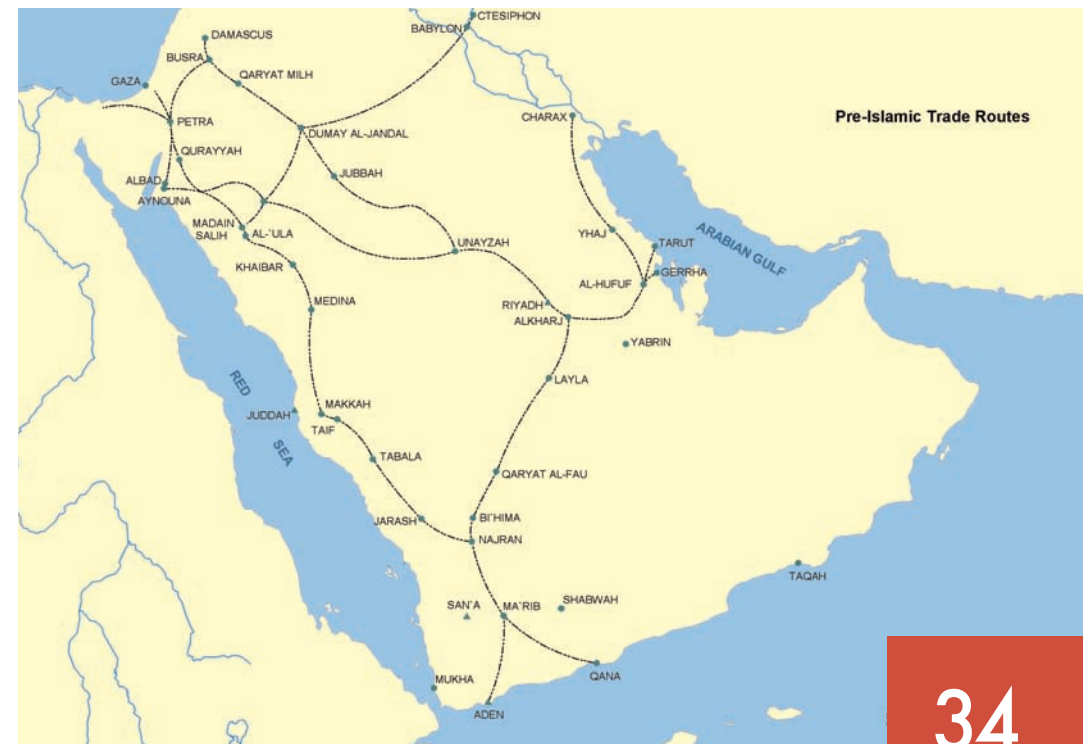 CTESIPHON
BABYLON
DAMASCUS
BUSRA
QARYAT MILH
GAZA
PETRA
DUMAY AL-JANDAL
CHARAX
Pre-Islamic Trade Routes
QURAYYAH
JUBBAH
ALBAD
AYNOUNA
MADAIN
SALIH
AL-`ULA
UNAYZAH
YHAJ
TARUT
ARABIAN GULF
KHAIBAR
GERRHA
AL-HUFUF
MEDINA
RIYADH
ALKHARJ
YABRIN
LAYLA
RED
SEA
JUDDAH
MAKKAH
TAIF
TABALA
QARYAT AL-FAU
JARASH
BI`HIMA
NAJRAN
TAQAH
SAN`A
MA`RIB
SHABWAH
QANA
MUKHA
ADEN
34